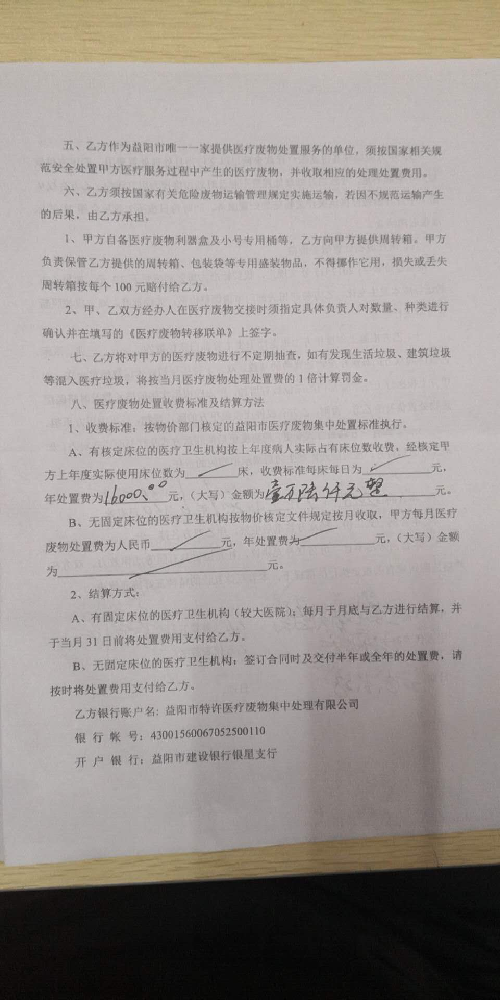 五、乙方作为益阳市唯一一家提供医疗废物处置服务的单位，须按国家相关规
范安全处置甲方医疗服务过程中产生的医疗废物，并收取相应的处理处置费用。
六、乙方须按国家有关危险废物运输管理规定实施运输，若因不规范运输产生
的后果，由乙方承担。
1、甲方自备医疗废物利器盒及小号专用桶等，乙方向甲方提供周转箱。甲方
负责保管乙方提供的周转箱、包装袋等专用盛装物品，不得挪作它用，损失或丢失
周转箱按每个 100 元赔付给乙方。
2、甲、乙双方经办人在医疗废物交接时须指定具体负责人对数量、种类进行
确认并在填写的《医疗废物转移联单》上签字。
七、乙方将对甲方的医疗废物进行不定期抽查，如有发现生活垃圾、建筑垃圾
等混入医疗垃圾，将按当月医疗废物处理处置费的 1 倍计算罚金。
八、医疗废物处置收费标准及结算方法
1、收费标准：按物价部门核定的益阳市医疗废物集中处置标准执行。
A、有核定床位的医疗卫生机构按上年度病人实际占有床位数收费，经核定甲
方上年度实际使用床位数为 床，收费标准每床每日为 元，
年处置费为16000.00元，（大写）金额为壹万陆仟元整 元。
B、无固定床位的医疗卫生机构按物价核定文件规定按月收取，甲方每月医疗
废物处置费为人民币 元，年处置费为 元，（大写）金额
为 元。
2、结算方式：
A、有固定床位的医疗卫生机构（较大医院）；每月于月底与乙方进行结算，并
于当月 31 日前将处置费用支付给乙方。
B、无固定床位的医疗卫生机构：签订合同时及交付半年或全年的处置费，请
按时将处置费用支付给乙方。
乙方银行账户名: 益阳市特许医疗废物集中处理有限公司
银 行 帐 号：43001560067052500110
开 户 银 行：益阳市建设银行银星支行